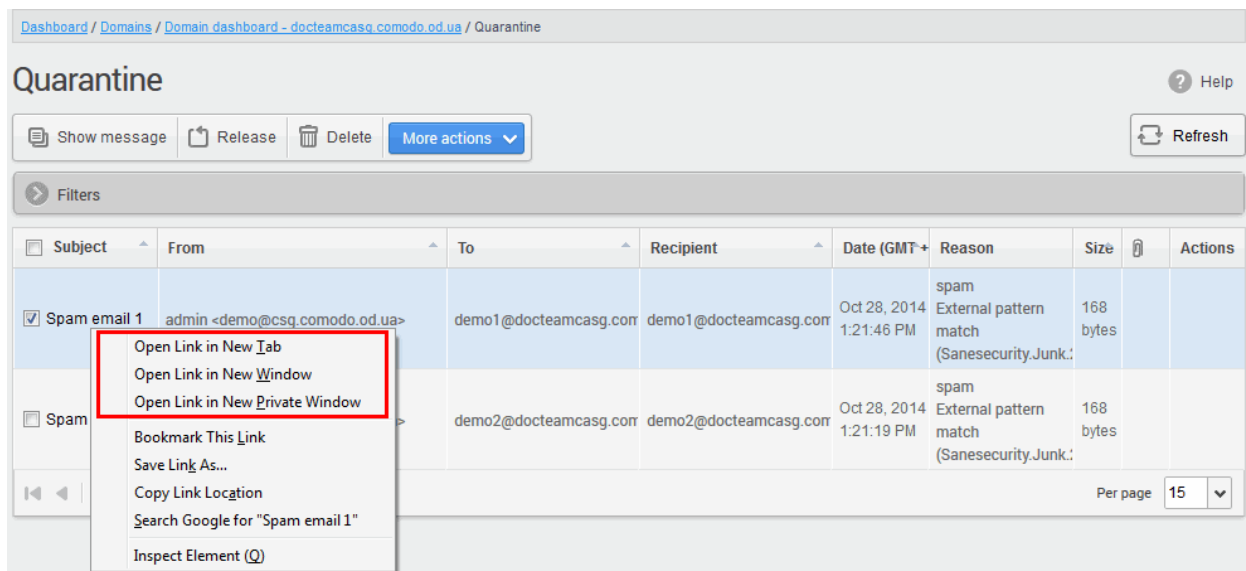 Dashboard / Domains / Domain dashboard - docteamcasg.comodo.od.ua / Quarantine
Quarantine
Help
Show message Release Delete More actions
Refresh
Filters
Subject From To Recipient Date (GMT + Reason Size Actions
Spam email 1 admin <demo@csg.comodo.od.ua> demo1@docteamcasg.com demo1@docteamcasg.com Oct 28, 2014 1:21:46 PM
spam
External pattern
match
(Sanesecurity.Junk.
168
bytes
Open Link in New Tab
Open Link in New Window
Open Link in New Private Window
Bookmark This Link
Save Link As...
Copy Link Location
Search Google for "Spam email 1"
Inspect Element (Q)
Spam demo2@docteamcasg.com demo2@docteamcasg.com Oct 28, 2014 1:21:19 PM
spam
External pattern
match
(Sanesecurity.Junk.
168
bytes
Per page 15